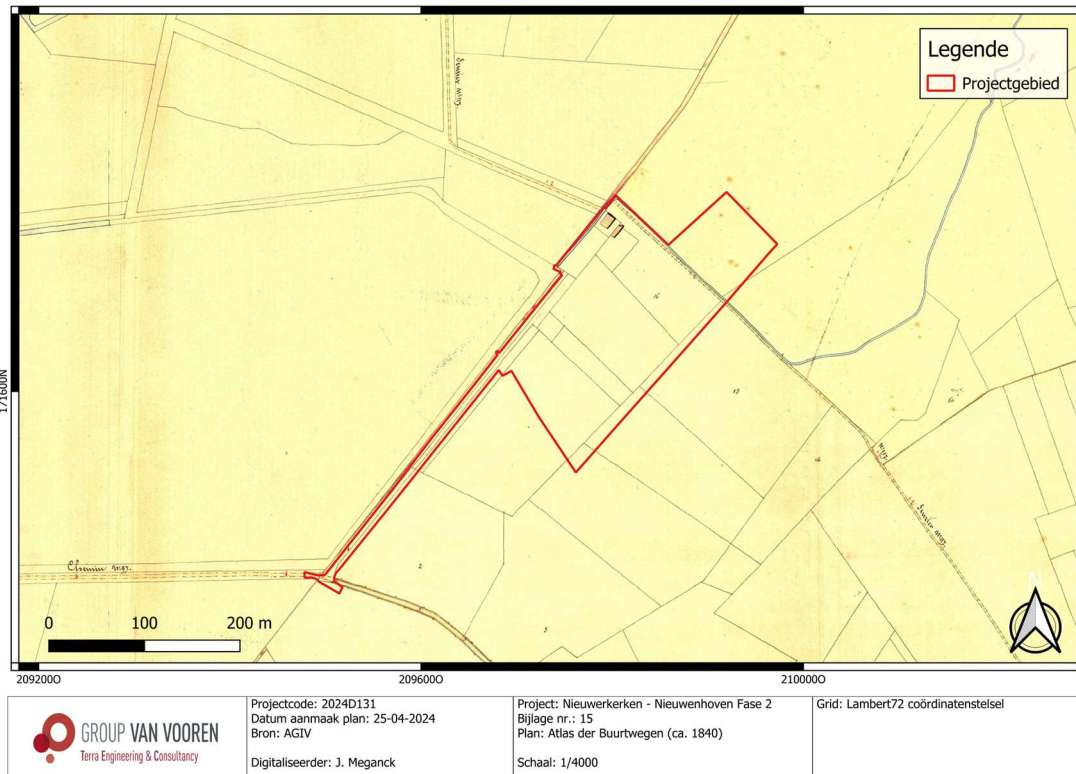 Legende
Projectgebied
Chemin
171600N
0 100 200 m
N
209200O 209600O 210000O
GROUP VAN VOOREN
Terra Engineering & Consultancy
Projectcode: 2024D131
Datum aanmaak plan: 25-04-2024
Bron: AGIV
Digitaliseerder: J. Meganck
Project: Nieuwerkerken - Nieuwenhoven Fase 2
Bijlage nr.: 15
Plan: Atlas der Buurtwegen (ca. 1840)
Schaal: 1/4000
Grid: Lambert72 coördinatenstelsel